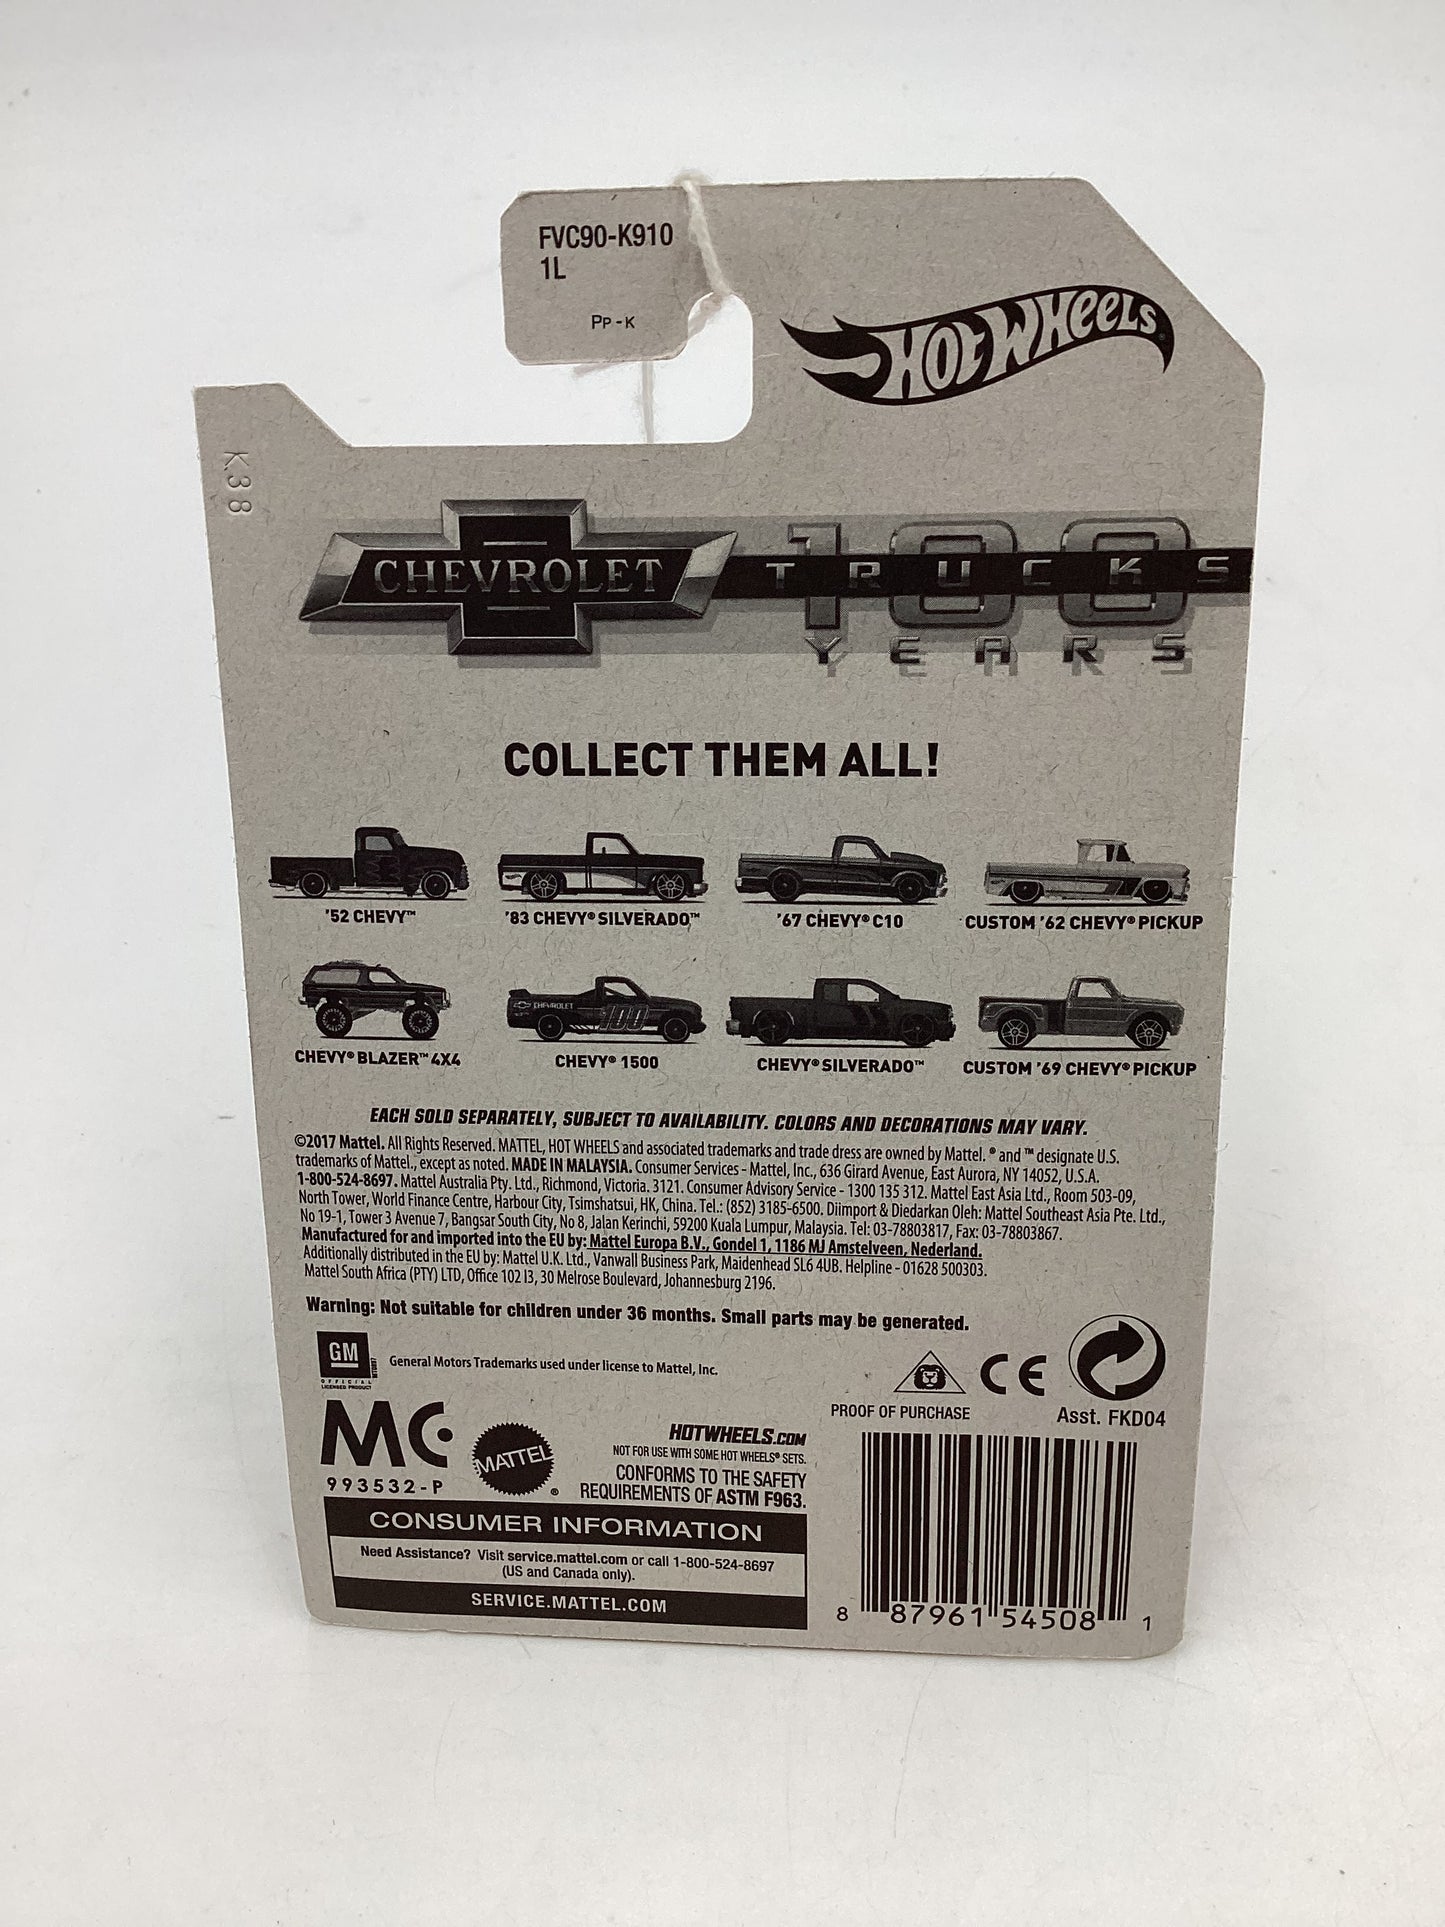 FVC90-K910
1L
Pp - K
HOT WHEELS
K38
CHEVROLET
100
TRUCKS
YEARS
COLLECT THEM ALL!
'52 CHEVY™
'83 CHEVY® SILVERADO™
'67 CHEVY® C10
CUSTOM '62 CHEVY® PICKUP
CHEVROLET
100
CHEVY® BLAZER™ 4X4
CHEVY® 1500
CHEVY® SILVERADO™
CUSTOM '69 CHEVY® PICKUP
EACH SOLD SEPARATELY, SUBJECT TO AVAILABILITY. COLORS AND DECORATIONS MAY VARY.
©2017 Mattel. All Rights Reserved. MATTEL, HOT WHEELS and associated trademarks and trade dress are owned by Mattel. ® and ™ designate U.S.
trademarks of Mattel., except as noted. MADE IN MALAYSIA. Consumer Services - Mattel, Inc., 636 Girard Avenue, East Aurora, NY 14052, U.S.A.
1-800-524-8697. Mattel Australia Pty. Ltd., Richmond, Victoria. 3121. Consumer Advisory Service - 1300 135 312. Mattel East Asia Ltd., Room 503-09,
North Tower, World Finance Centre, Harbour City, Tsimshatsui, HK, China. Tel.: (852) 3185-6500. Diimport & Diedarkan Oleh: Mattel Southeast Asia Pte. Ltd.,
No 19-1, Tower 3 Avenue 7, Bangsar South City, No 8, Jalan Kerinchi, 59200 Kuala Lumpur, Malaysia. Tel: 03-78803817, Fax: 03-78803867.
Manufactured for and imported into the EU by: Mattel Europa B.V., Gondel 1, 1186 MJ Amstelveen, Nederland.
Additionally distributed in the EU by: Mattel U.K. Ltd., Vanwall Business Park, Maidenhead SL6 4UB. Helpline - 01628 500303.
Mattel South Africa (PTY) LTD, Office 102 I3, 30 Melrose Boulevard, Johannesburg 2196.
Warning: Not suitable for children under 36 months. Small parts may be generated.
GM
OFFICIAL
LICENSED PRODUCT
General Motors Trademarks used under license to Mattel, Inc.
PROOF OF PURCHASE
CE
Asst. FKD04
MC
993532-P
MATTEL®
HOTWHEELS.COM
NOT FOR USE WITH SOME HOT WHEELS® SETS.
CONFORMS TO THE SAFETY
REQUIREMENTS OF ASTM F963.
CONSUMER INFORMATION
Need Assistance? Visit service.mattel.com or call 1-800-524-8697
(US and Canada only).
SERVICE.MATTEL.COM
8 87961 54508 1